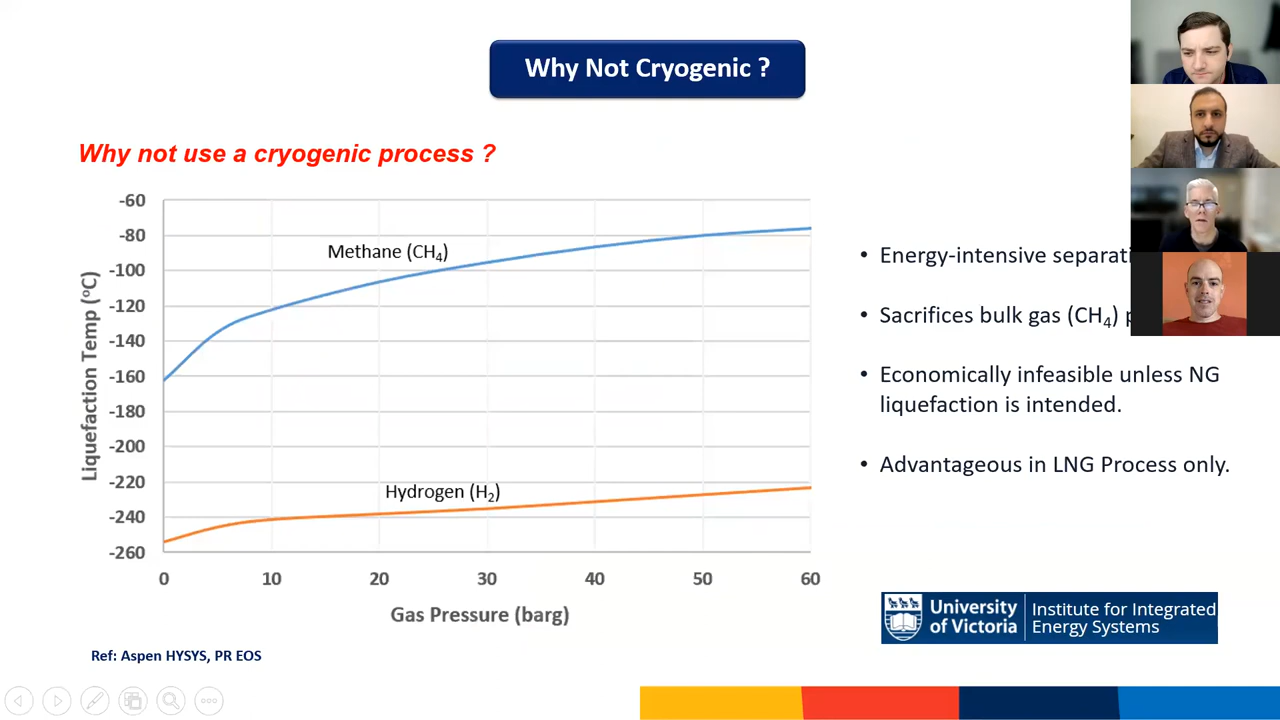 Why Not Cryogenic ?
Why not use a cryogenic process ?
-60
-80
-100
-120
-140
-160
-180
-200
-220
-240
-260
Liquefaction Temp (°C)
Methane (CH₄)
Hydrogen (H₂)
0 10 20 30 40 50 60
Gas Pressure (barg)
Ref: Aspen HYSYS, PR EOS
• Energy-intensive
• Sacrifices bulk gas (CH₄)
• Economically infeasible unless NG
liquefaction is intended.
• Advantageous in LNG Process only.
University
of Victoria
Institute for Integrated
Energy Systems